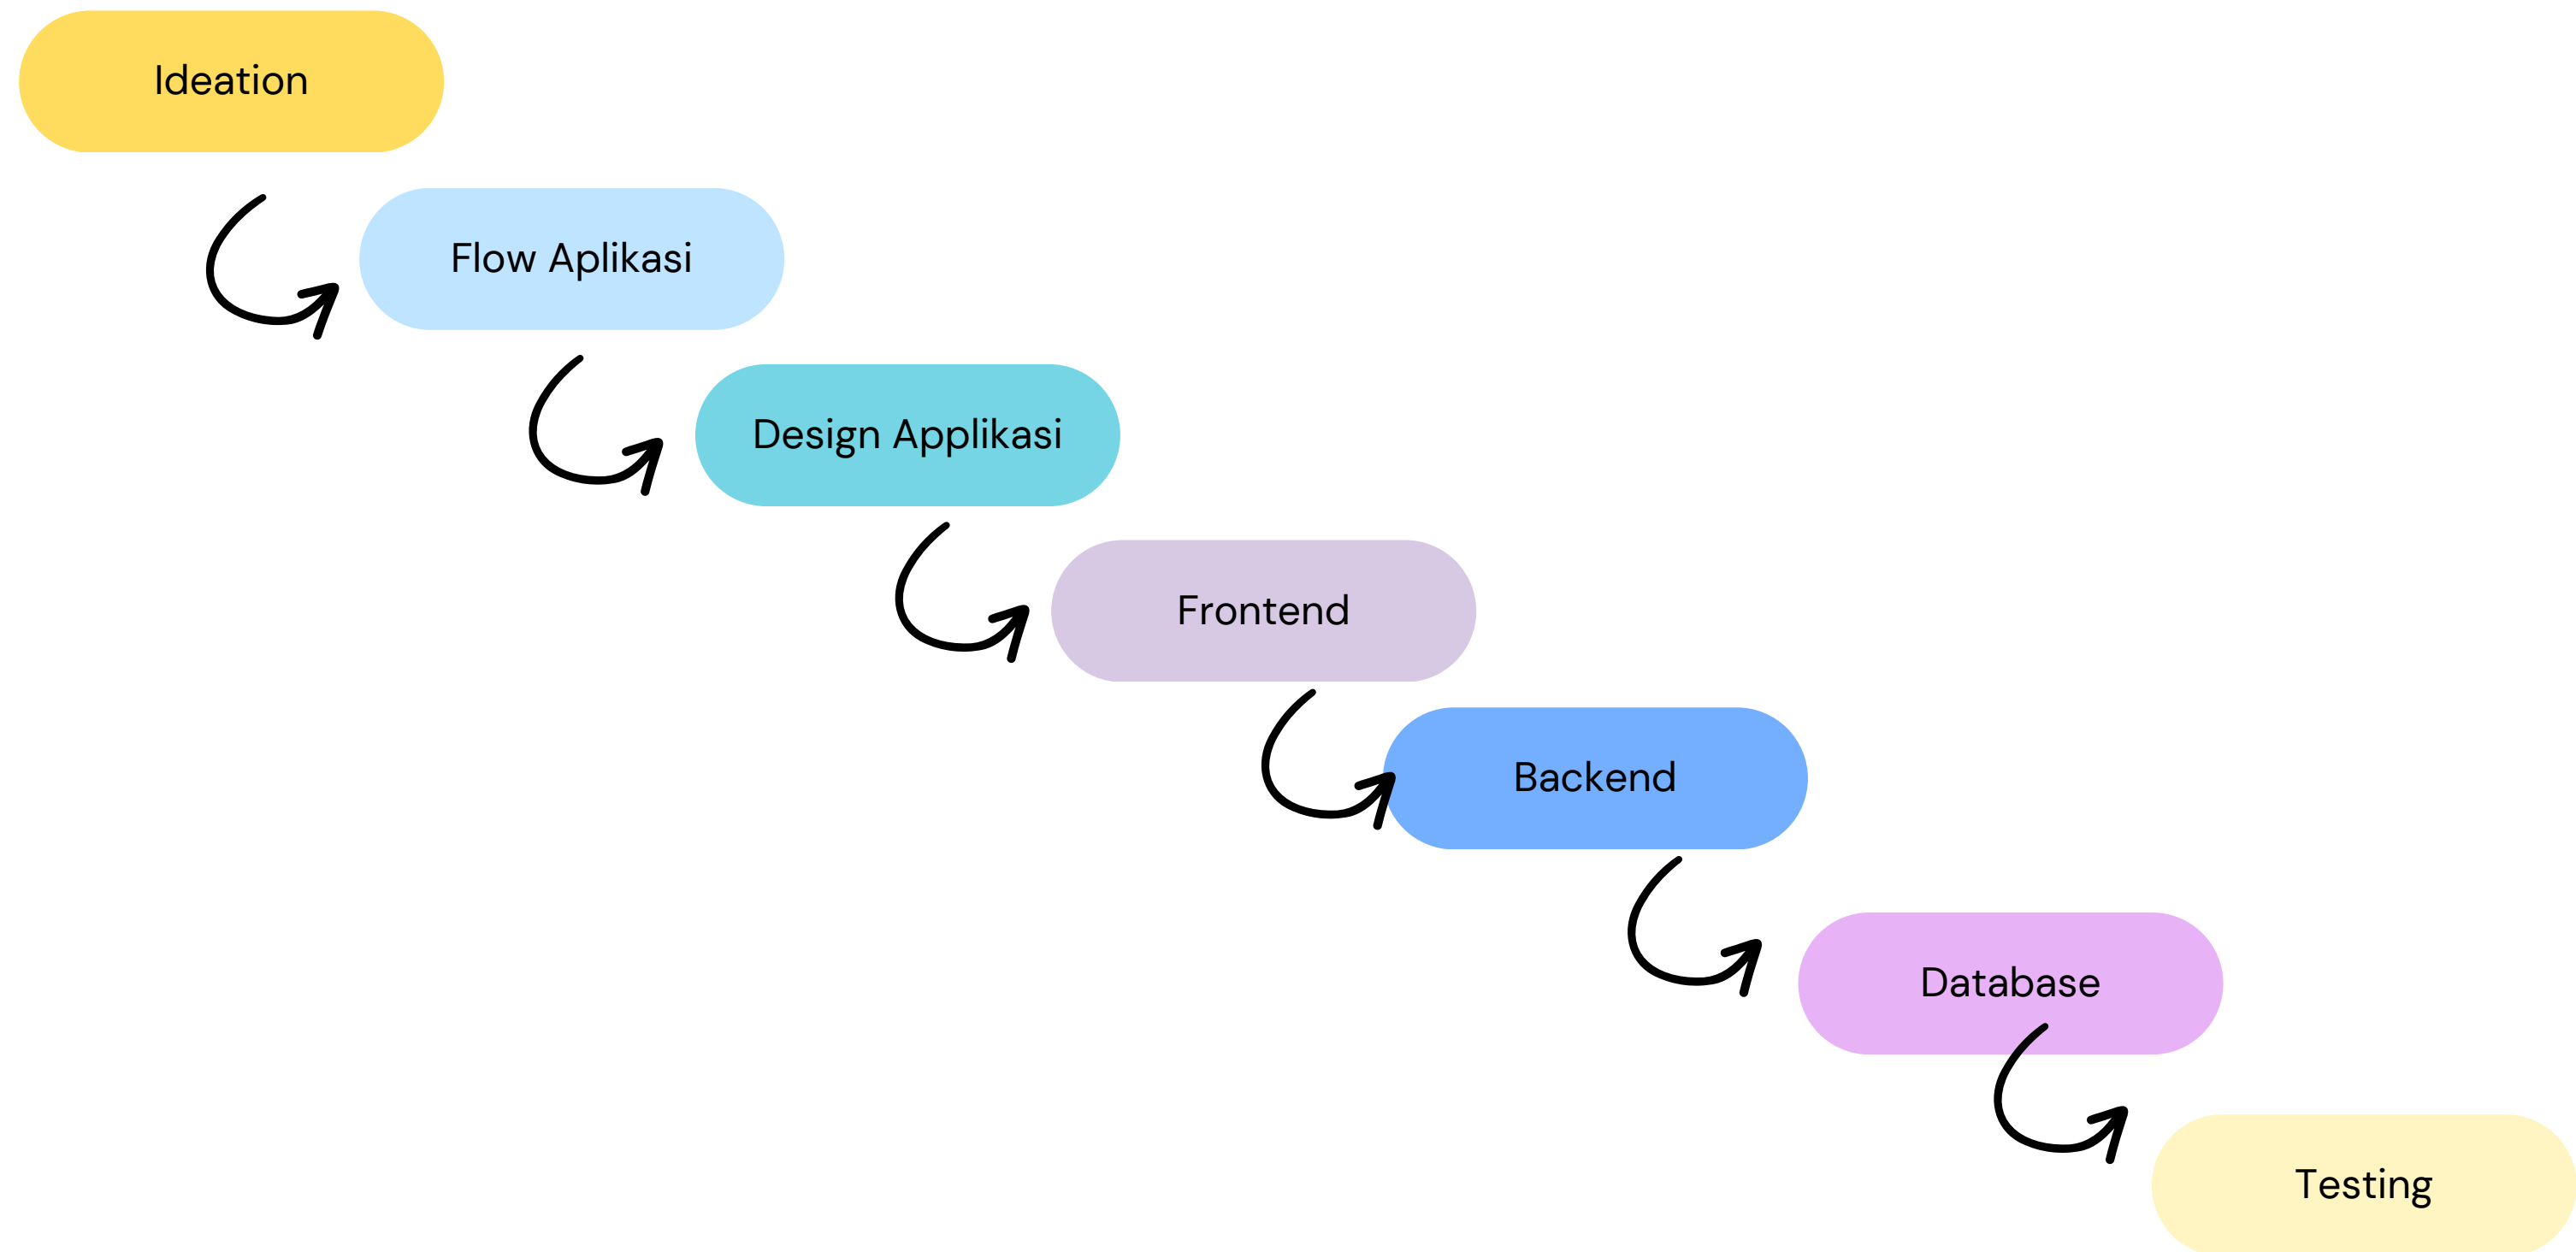 Ideation
Flow Aplikasi
Design Applikasi
Frontend
Backend
Database
Testing